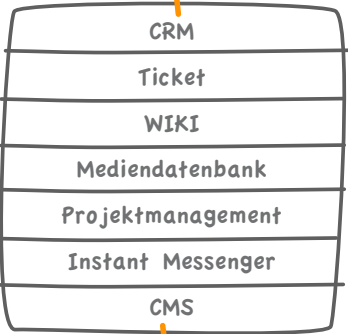 CRM
Ticket
WIKI
Mediendatenbank
Projektmanagement
Instant Messenger
CMS